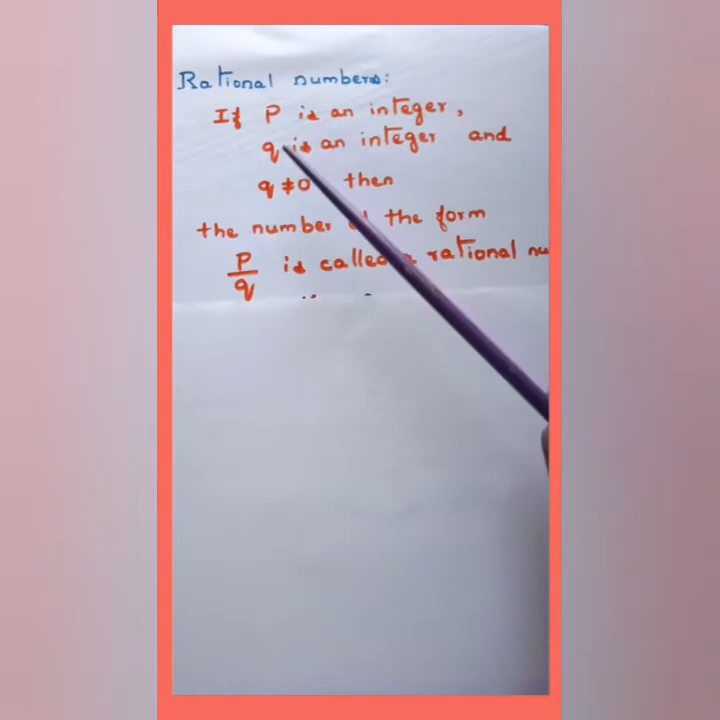 Rational numbers:
If P is an integer,
q is an integer and
q ≠ 0 then
the number the form
P/q is called rational